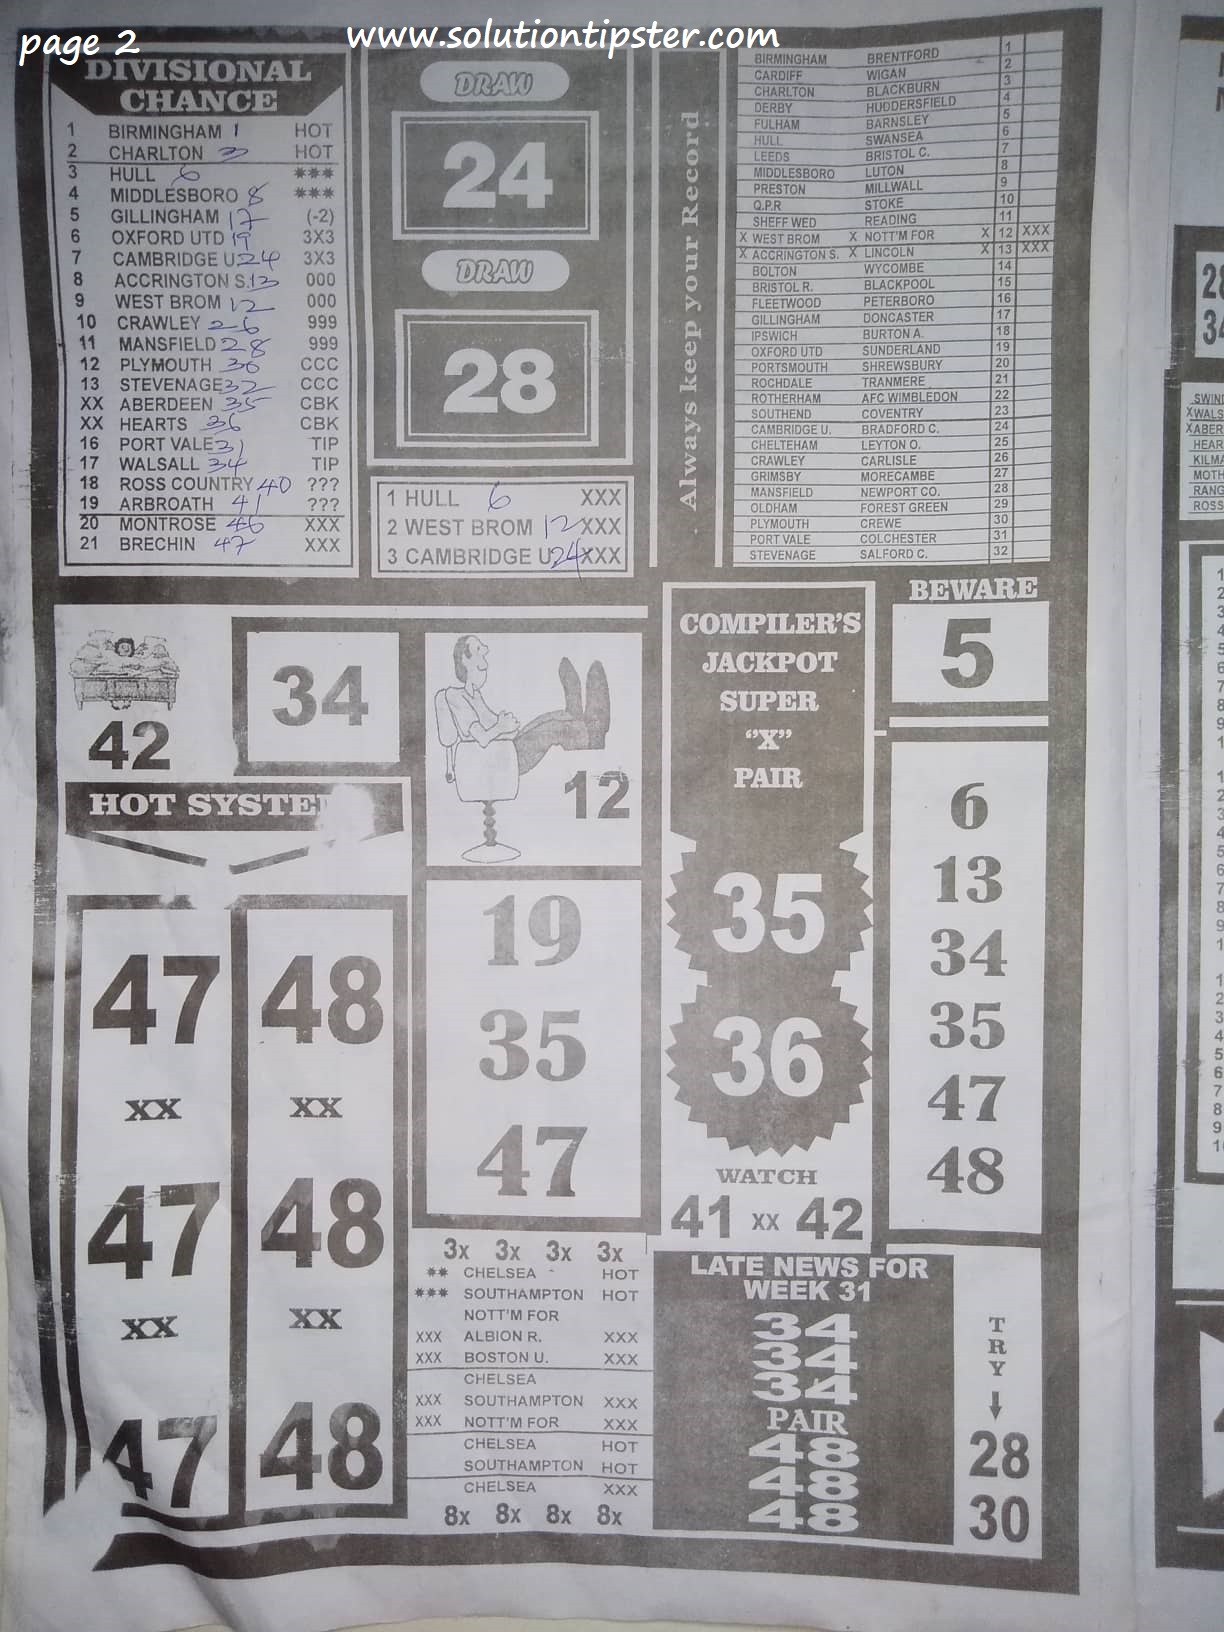 page 2
www.solutiontipster.com
DIVISIONAL
CHANCE
1 BIRMINGHAM 1 HOT
2 CHARLTON 3 HOT
3 HULL 6 ***
4 MIDDLESBORO 8 ***
5 GILLINGHAM 17 (-2)
6 OXFORD UTD 19 3X3
7 CAMBRIDGE U 24 3X3
8 ACCRINGTON S. 13 000
9 WEST BROM 12 000
10 CRAWLEY 26 999
11 MANSFIELD 28 999
12 PLYMOUTH 30 CCC
13 STEVENAGE 32 CCC
XX ABERDEEN 35 CBK
XX HEARTS 36 CBK
16 PORT VALE 31 TIP
17 WALSALL 34 TIP
18 ROSS COUNTRY 40 ???
19 ARBROATH 41 ???
20 MONTROSE 46 XXX
21 BRECHIN 47 XXX
DRAW
24
DRAW
28
1 HULL 6 XXX
2 WEST BROM 12 XXX
3 CAMBRIDGE U 24 XXX
Always keep your Record
BIRMINGHAM BRENTFORD 1
CARDIFF WIGAN 2
CHARLTON BLACKBURN 3
DERBY HUDDERSFIELD 4
FULHAM BARNSLEY 5
HULL SWANSEA 6
LEEDS BRISTOL C. 7
MIDDLESBORO LUTON 8
PRESTON MILLWALL 9
Q.P.R STOKE 10
SHEFF WED READING 11
X WEST BROM X NOTT'M FOR X 12 XXX
X ACCRINGTON S. X LINCOLN X 13 XXX
BOLTON WYCOMBE 14
BRISTOL R. BLACKPOOL 15
FLEETWOOD PETERBORO 16
GILLINGHAM DONCASTER 17
IPSWICH BURTON A. 18
OXFORD UTD SUNDERLAND 19
PORTSMOUTH SHREWSBURY 20
ROCHDALE TRANMERE 21
ROTHERHAM AFC WIMBLEDON 22
SOUTHEND COVENTRY 23
CAMBRIDGE U. BRADFORD C. 24
CHELTEHAM LEYTON O. 25
CRAWLEY CARLISLE 26
GRIMSBY MORECAMBE 27
MANSFIELD NEWPORT CO. 28
OLDHAM FOREST GREEN 29
PLYMOUTH CREWE 30
PORT VALE COLCHESTER 31
STEVENAGE SALFORD C. 32
42
34
12
HOT SYSTE
47 48
xx xx
47 48
xx xx
47 48
19
35
47
3x 3x 3x 3x
** CHELSEA HOT
*** SOUTHAMPTON HOT
NOTT'M FOR
XXX ALBION R. XXX
XXX BOSTON U. XXX
CHELSEA
XXX SOUTHAMPTON XXX
XXX NOTT'M FOR XXX
CHELSEA HOT
SOUTHAMPTON HOT
CHELSEA XXX
8x 8x 8x 8x
COMPILER'S
JACKPOT
SUPER
"X"
PAIR
35
36
WATCH
41 xx 42
BEWARE
5
6
13
34
35
47
48
LATE NEWS FOR
WEEK 31
34
34
34
PAIR
48
48
48
TRY
28
30
28
34
XWALS
XABER
HEAR
KILMA
MOTH
RANG
ROSS